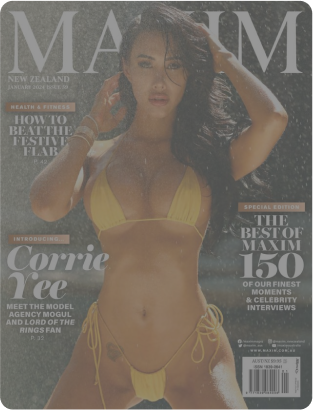 MAXIM
NEW ZEALAND
HEALTH & FITNESS
HOW TO
BEAT THE
FESTIVE
FLAB
INTRODUCING...
Corrie
Yee
MEET THE MODEL
AGENCY MOGUL
AND LORD OF THE
RINGS FAN
SPECIAL EDITION
THE
BEST OF
MAXIM
150
OF OUR FINEST
MOMENTS
& CELEBRITY
INTERVIEWS